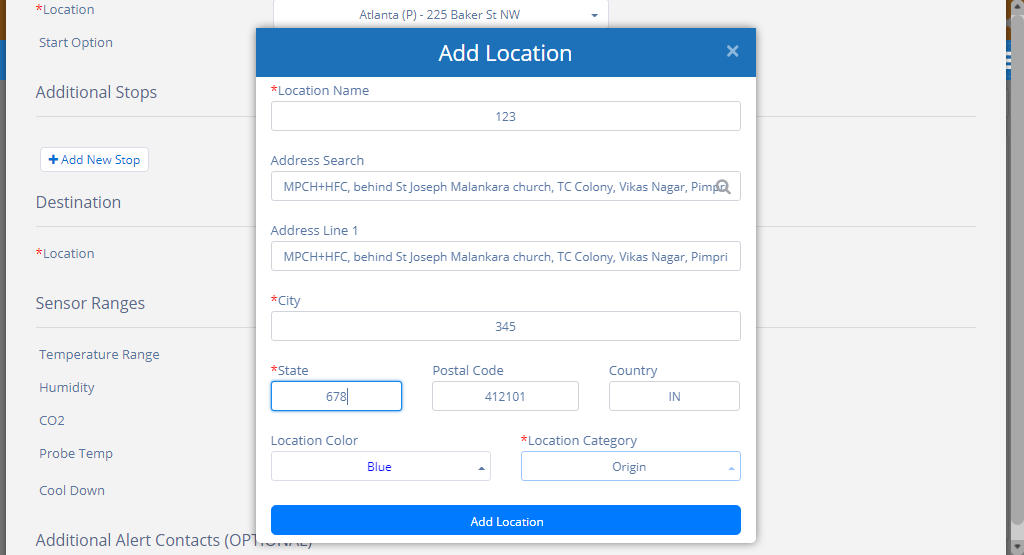 *Location
Atlanta (P) - 225 Baker St NW
Start Option
Additional Stops
Add New Stop
Destination
*Location
Sensor Ranges
Temperature Range
Humidity
CO2
Probe Temp
Cool Down
Additional Alert Contacts (OPTIONAL)
Add Location
×
*Location Name
123
Address Search
MPCH+HFC, behind St Joseph Malankara church, TC Colony, Vikas Nagar, Pimpri
Address Line 1
MPCH+HFC, behind St Joseph Malankara church, TC Colony, Vikas Nagar, Pimpri
*City
345
*State Postal Code Country
678 412101 IN
Location Color *Location Category
Blue Origin
Add Location